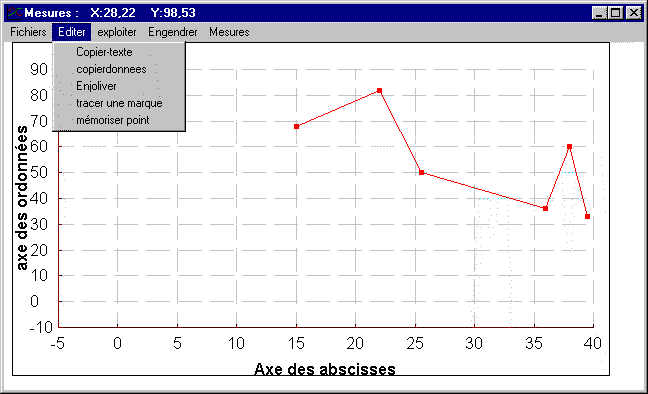 Mesures : X:28,22 Y:98,53
Fichiers Editer exploiter Engendrer Mesures
Copier-texte
copierdonnees
Enjoliver
tracer une marque
mémoriser point
axe des ordonnées
90
80
70
60
50
40
30
20
10
0
-10
-5 0 5 10 15 20 25 30 35 40
Axe des abscisses